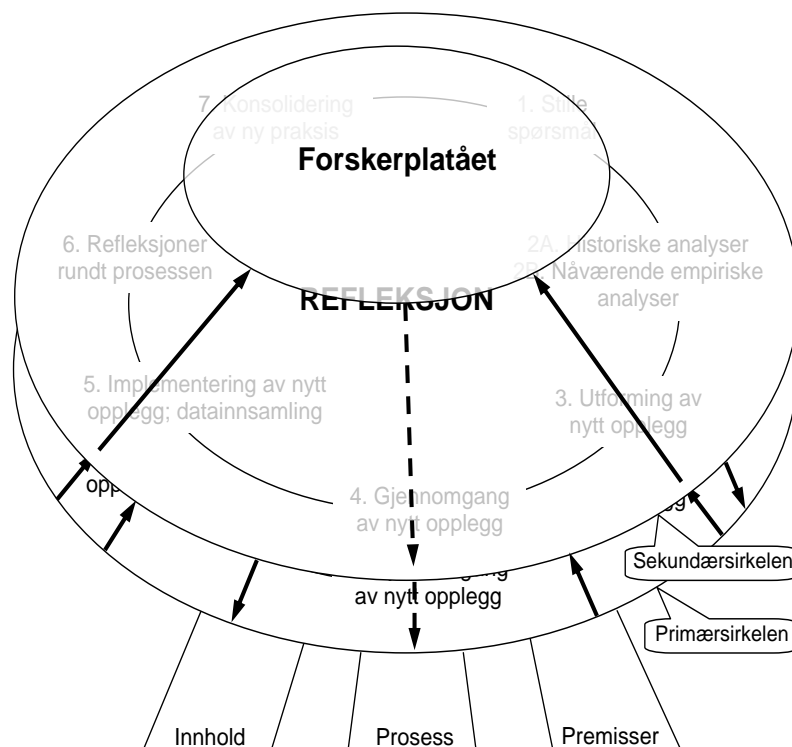 7. Konsolidering
av ny praksis
1. Stille
spørsmål
Forskerplatået
6. Refleksjoner
rundt prosessen
2A. Historiske analyser
2B. Nåværende empiriske
analyser
REFLEKSJON
5. Implementering av nytt
opplegg; datainnsamling
3. Utforming av
nytt opplegg
4. Gjennomgang
av nytt opplegg
av nytt opplegg
Sekundærsirkelen
Primærsirkelen
Innhold
Prosess
Premisser